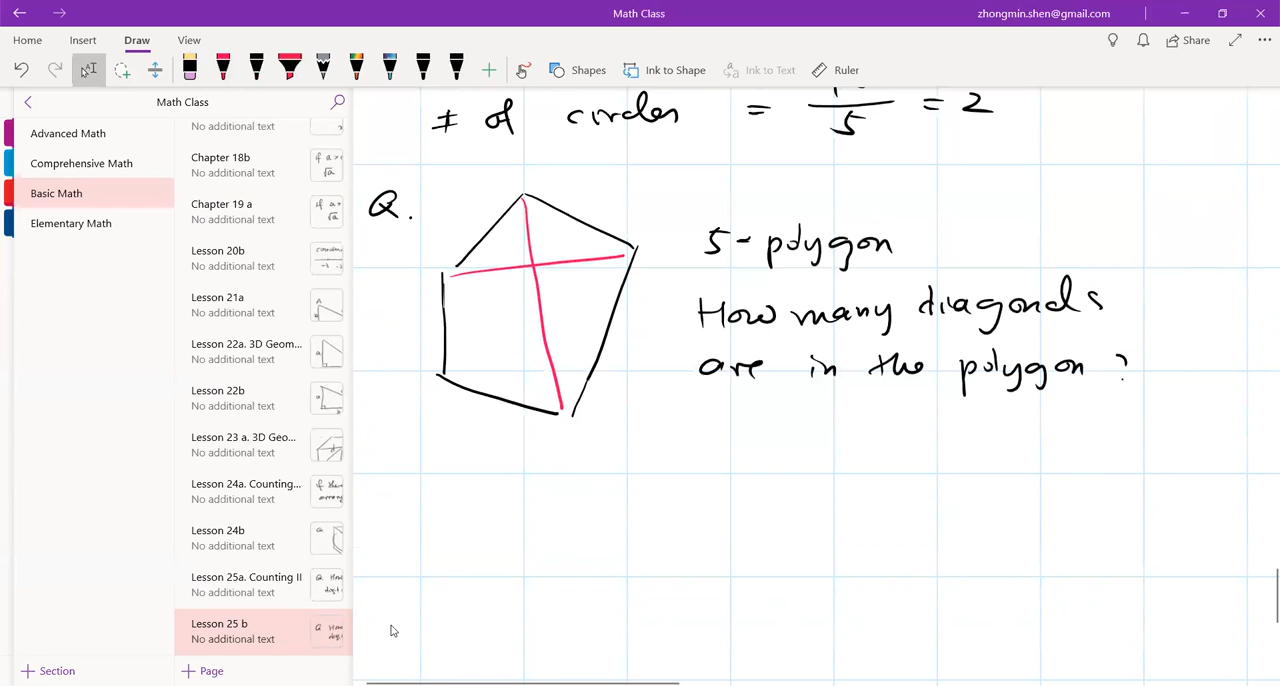 Math Class
zhongmin.shen@gmail.com
Home
Insert
Draw
View
Share
Shapes
Ink to Shape
Ink to Text
Ruler
Math Class
Advanced Math
Comprehensive Math
Basic Math
Elementary Math
No additional text
Chapter 18b
No additional text
Chapter 19 a
No additional text
Lesson 20b
No additional text
Lesson 21a
No additional text
Lesson 22a. 3D Geom...
No additional text
Lesson 22b
No additional text
Lesson 23 a. 3D Geo...
No additional text
Lesson 24a. Counting...
No additional text
Lesson 24b
No additional text
Lesson 25a. Counting II
No additional text
Lesson 25 b
No additional text
+ Section
+ Page
# of circles = /5 = 2
Q.
5-polygon
How many diagonals
are in the polygon ?